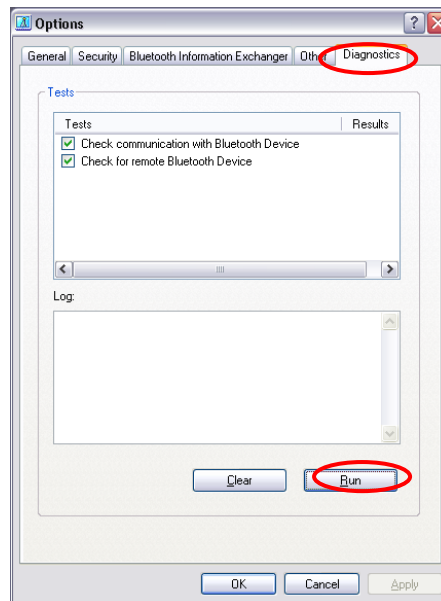 Options
General Security Bluetooth Information Exchanger Other Diagnostics
Tests
Tests Results
Check communication with Bluetooth Device
Check for remote Bluetooth Device
Log:
Clear Run
OK Cancel Apply